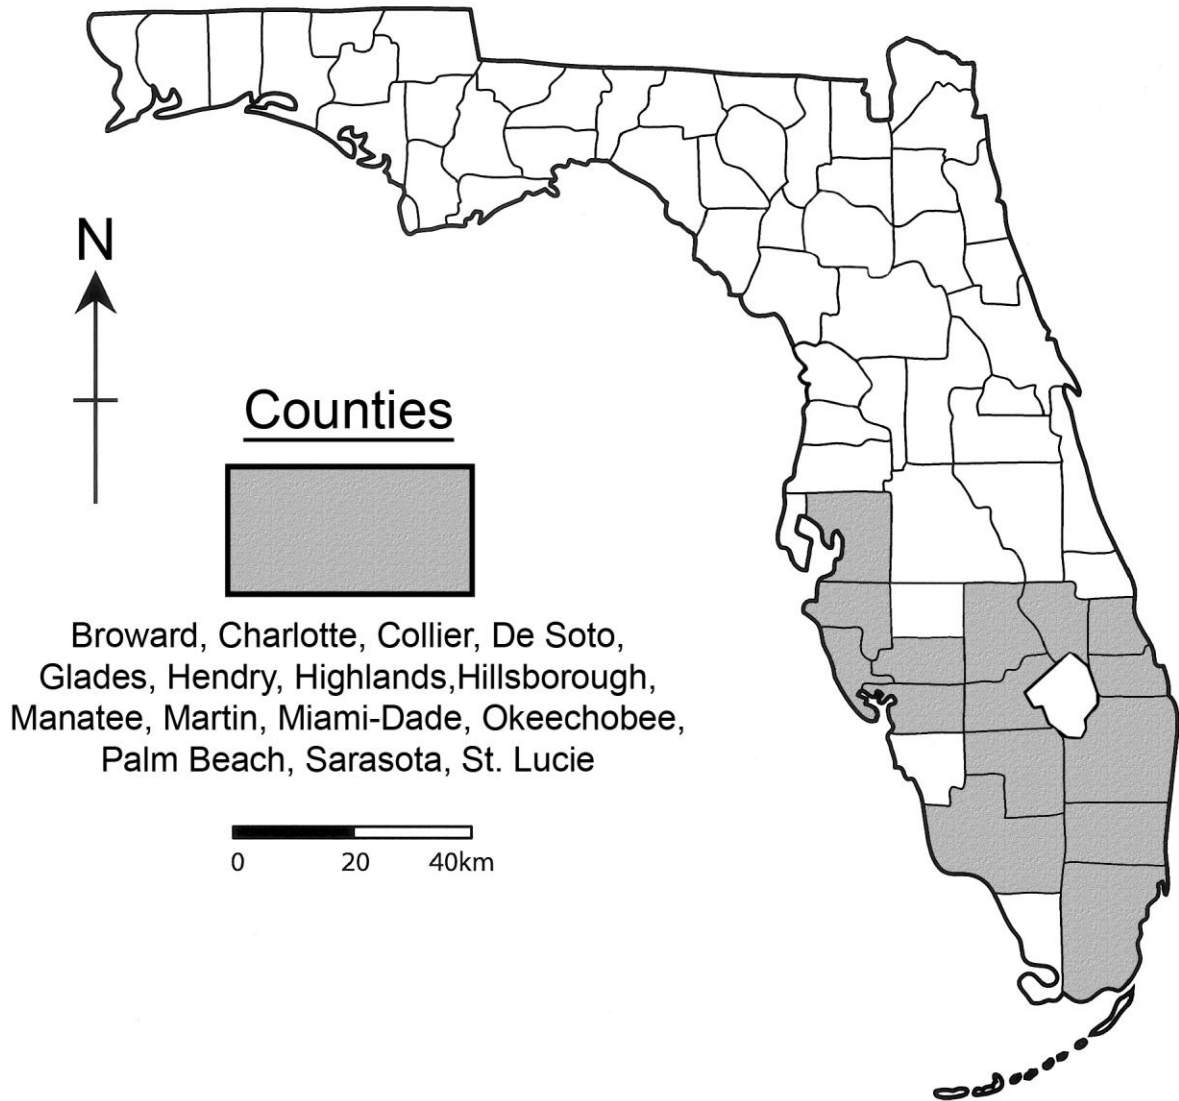 N
Counties
Broward, Charlotte, Collier, De Soto,
Glades, Hendry, Highlands,Hillsborough,
Manatee, Martin, Miami-Dade, Okeechobee,
Palm Beach, Sarasota, St. Lucie
0 20 40km